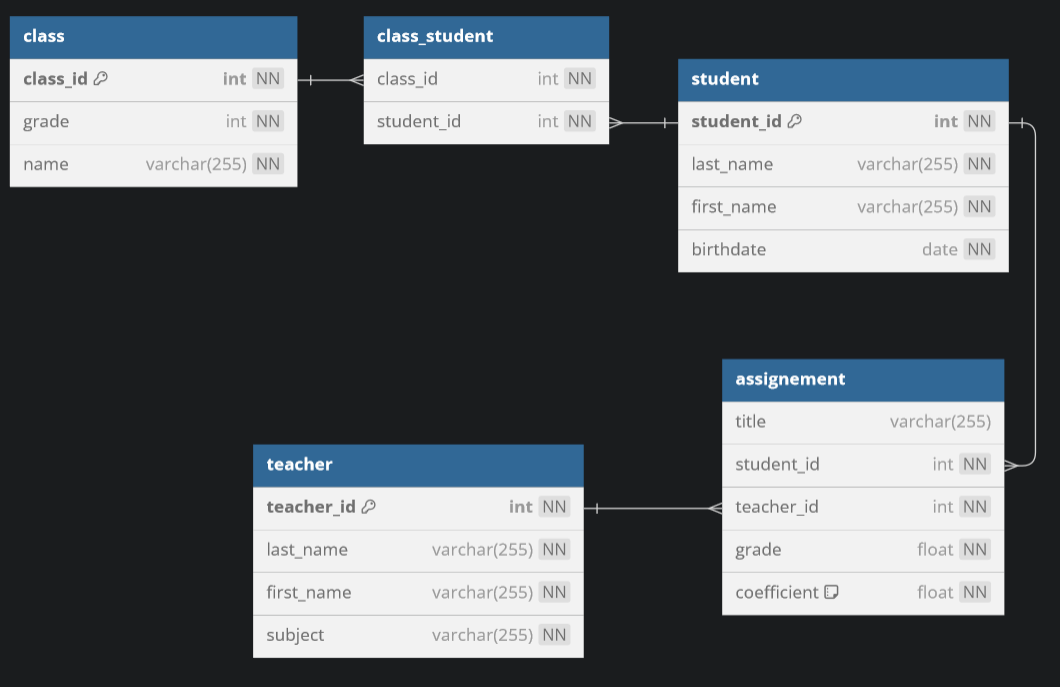 class
class_id int NN
grade int NN
name varchar(255) NN
class_student
class_id int NN
student_id int NN
student
student_id int NN
last_name varchar(255) NN
first_name varchar(255) NN
birthdate date NN
assignement
title varchar(255)
student_id int NN
teacher_id int NN
grade float NN
coefficient float NN
teacher
teacher_id int NN
last_name varchar(255) NN
first_name varchar(255) NN
subject varchar(255) NN